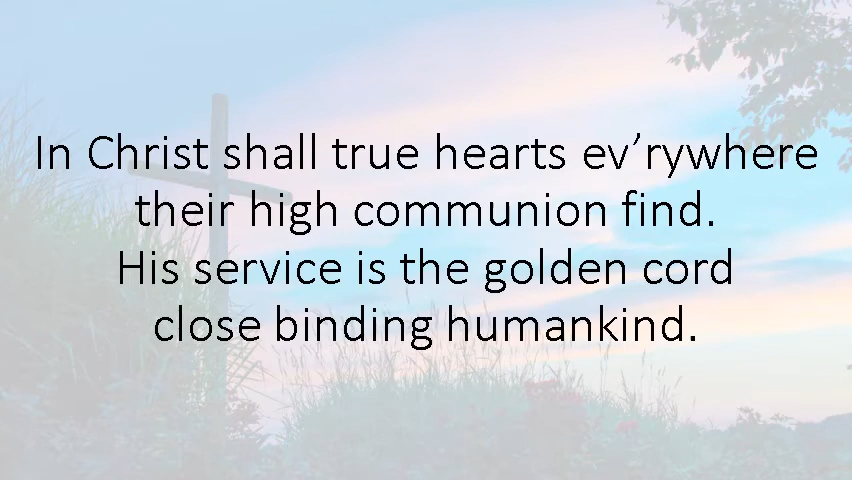 In Christ shall true hearts ev’rywhere
their high communion find.
His service is the golden cord
close binding humankind.